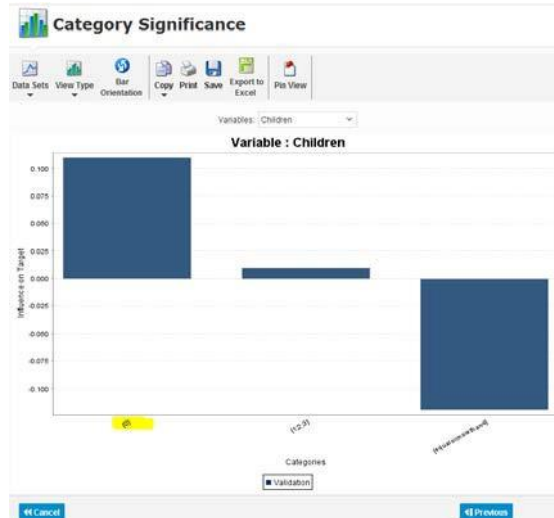 Category Significance
Data Sets
View Type
Bar Orientation
Copy
Print
Save
Export to Excel
Pin View
Variables: Children
Variable : Children
Influence on Target
0.100
0.075
0.050
0.025
0.000
-0.025
-0.050
-0.075
-0.100
Categories
Validation
Cancel
Previous